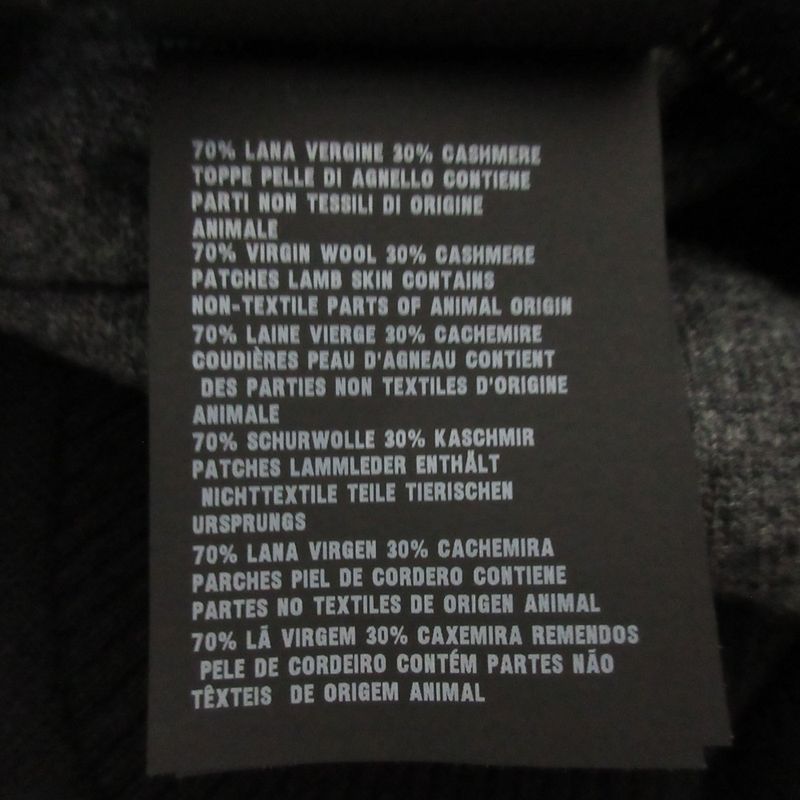 70% LANA VERGINE 30% CASHMERE
TOPPE PELLE DI AGNELLO CONTIENE
PARTI NON TESSILI DI ORIGINE
ANIMALE
70% VIRGIN WOOL 30% CASHMERE
PATCHES LAMB SKIN CONTAINS
NON-TEXTILE PARTS OF ANIMAL ORIGIN
70% LAINE VIERGE 30% CACHEMIRE
COUDIÈRES PEAU D'AGNEAU CONTIENT
DES PARTIES NON TEXTILES D'ORIGINE
ANIMALE
70% SCHURWOLLE 30% KASCHMIR
PATCHES LAMMLEDER ENTHÄLT
NICHTTEXTILE TEILE TIERISCHEN
URSPRUNGS
70% LANA VIRGEN 30% CACHEMIRA
PARCHES PIEL DE CORDERO CONTIENE
PARTES NO TEXTILES DE ORIGEN ANIMAL
70% LÃ VIRGEM 30% CAXEMIRA REMENDOS
PELE DE CORDEIRO CONTÉM PARTES NÃO
TÊXTEIS DE ORIGEM ANIMAL